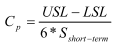 C_p = (USL − LSL) / (6 * S_short−term)